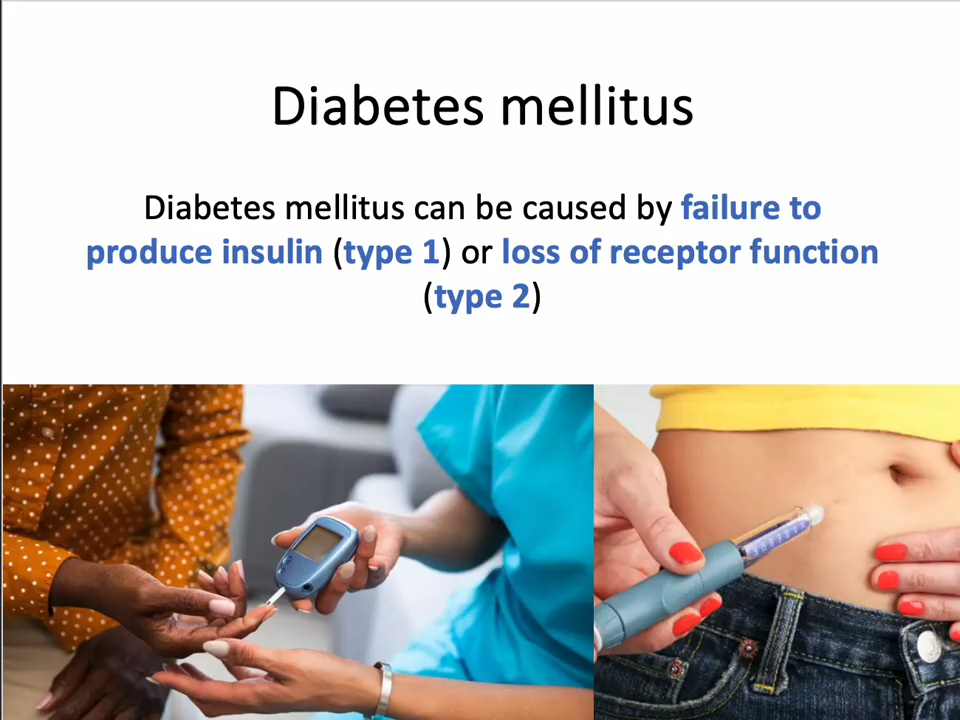 Diabetes mellitus
Diabetes mellitus can be caused by failure to
produce insulin (type 1) or loss of receptor function
(type 2)